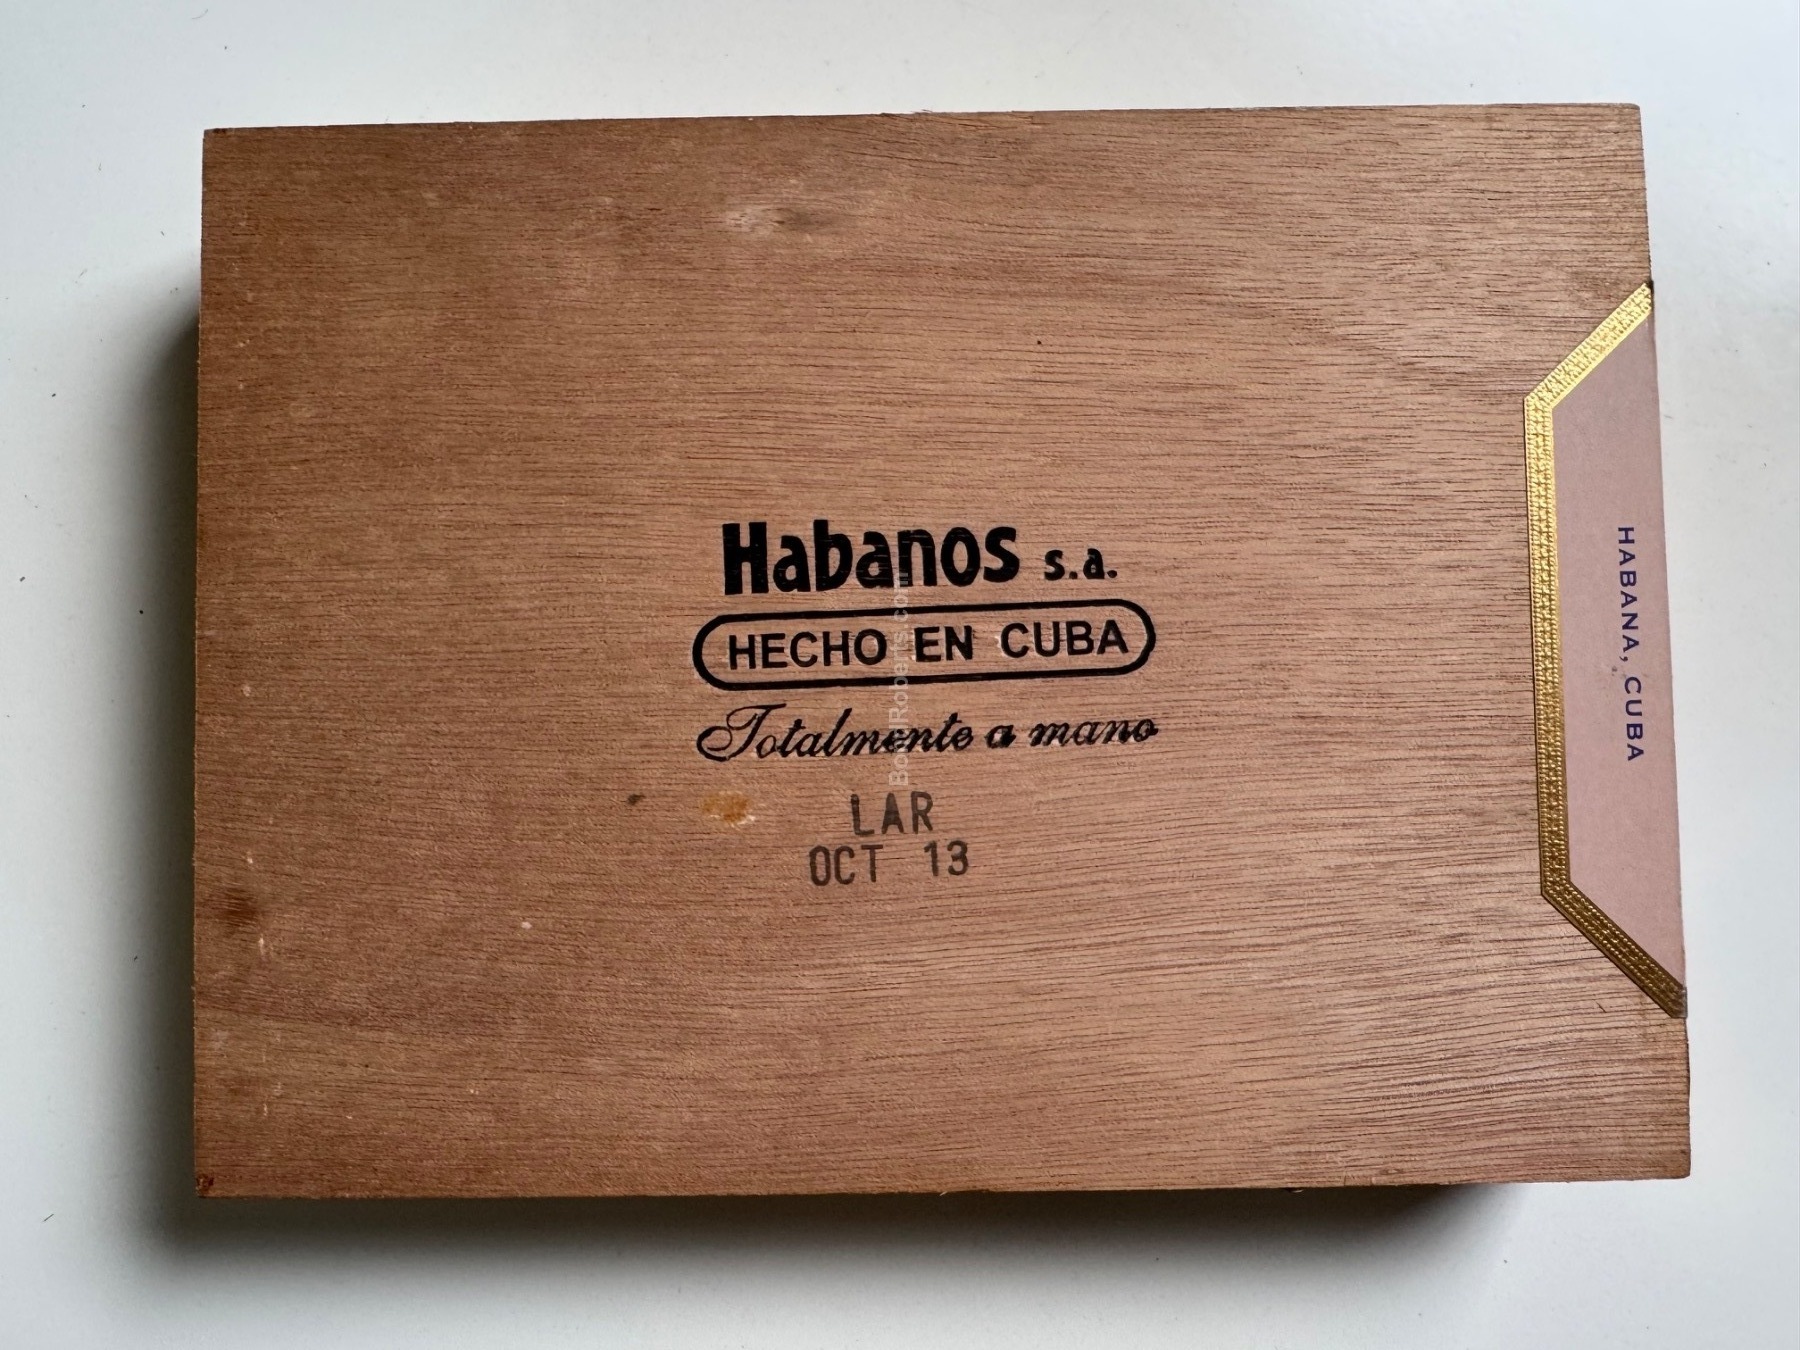 Habanos s.a.
HECHO EN CUBA
Totalmente a mano
LAR
OCT 13
HABANA, CUBA